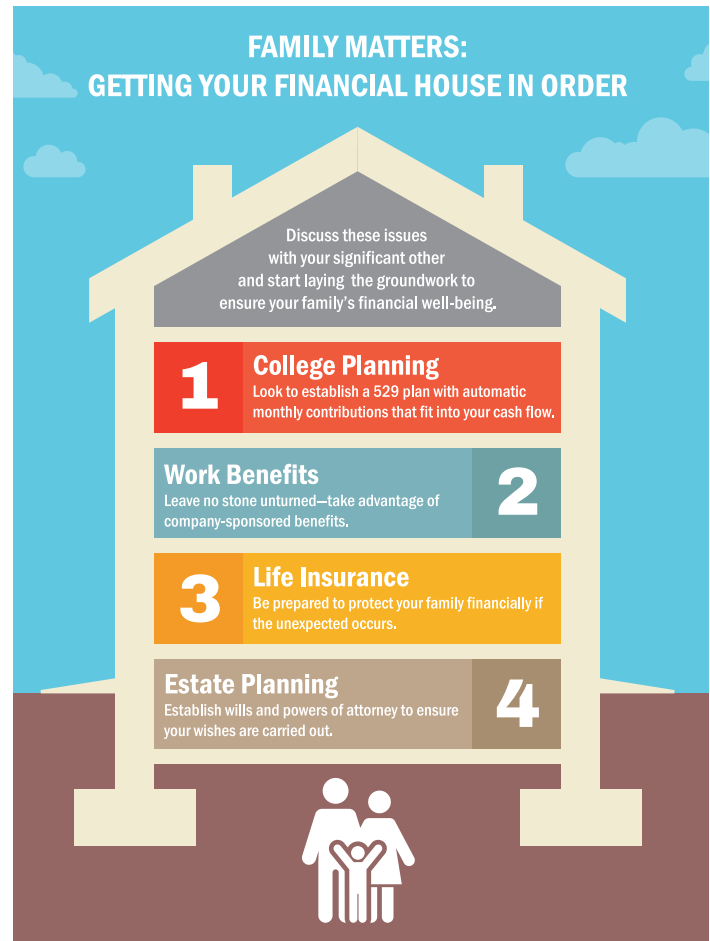 FAMILY MATTERS:
GETTING YOUR FINANCIAL HOUSE IN ORDER
Discuss these issues
with your significant other
and start laying the groundwork to
ensure your family's financial well-being.
1
College Planning
Look to establish a 529 plan with automatic
monthly contributions that fit into your cash flow.
Work Benefits
Leave no stone unturned—take advantage of
company-sponsored benefits.
2
3
Life Insurance
Be prepared to protect your family financially if
the unexpected occurs.
Estate Planning
Establish wills and powers of attorney to ensure
your wishes are carried out.
4